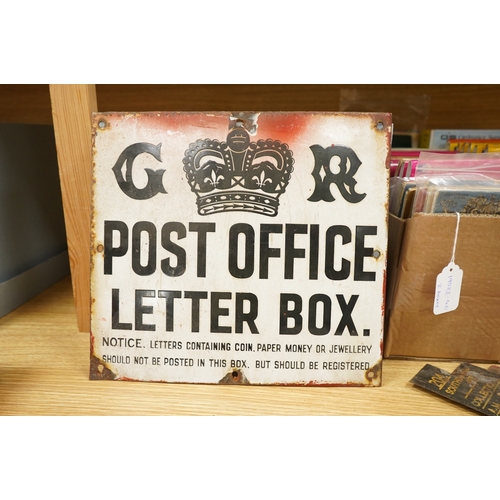 G R
POST OFFICE
LETTER BOX.
NOTICE. LETTERS CONTAINING COIN, PAPER MONEY OR JEWELLERY
SHOULD NOT BE POSTED IN THIS BOX, BUT SHOULD BE REGISTERED